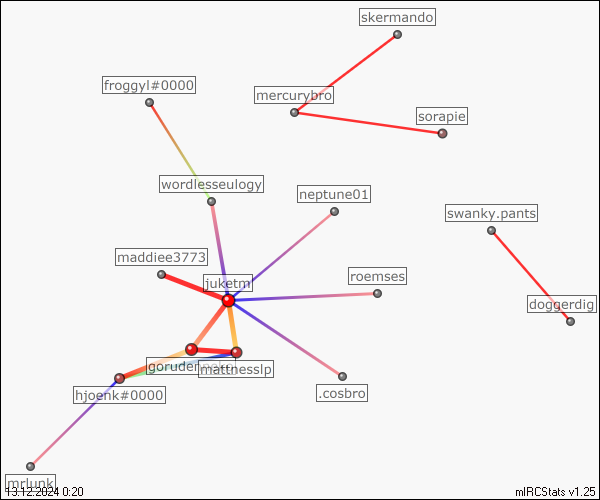 skermando
froggyl#0000
mercurybro
sorapie
wordlesseulogy
neptune01
swanky.pants
maddiee3773
roemses
juketm
doggerdig
mattnesslp
hjoenk#0000
.cosbro
mrlunk
13.12.2024 0:20
mIRCStats v1.25